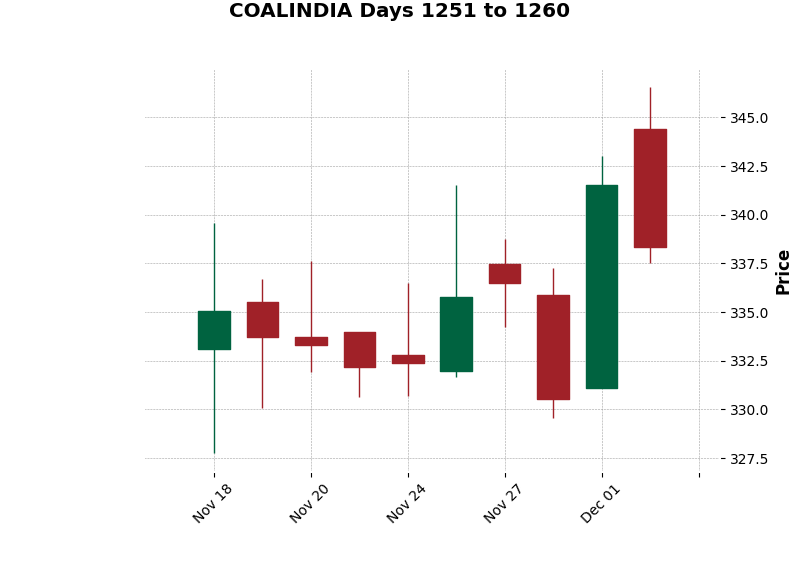 COALINDIA Days 1251 to 1260
345.0
342.5
340.0
337.5
335.0
332.5
330.0
327.5
Price
Nov 18
Nov 20
Nov 24
Nov 27
Dec 01